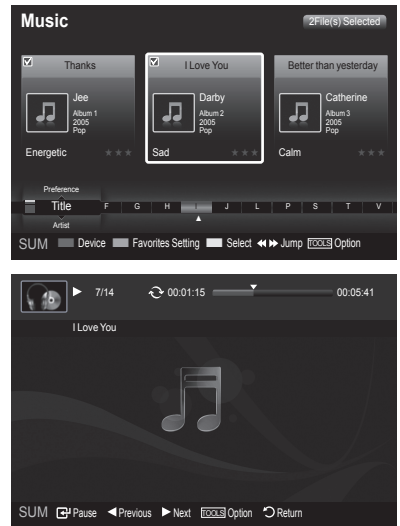 Music
2File(s) Selected
Thanks
I Love You
Better than yesterday
Jee
Album 1
2005
Pop
Darby
Album 2
2005
Pop
Catherine
Album 3
2005
Pop
Energetic ★★★
Sad ★★★
Calm ★★★
Preference
Title
Artist
F G H I J L P S T V
SUM Device Favorites Setting Select Jump TOOLS Option
7/14 00:01:15 00:05:41
I Love You
SUM Pause Previous Next TOOLS Option Return